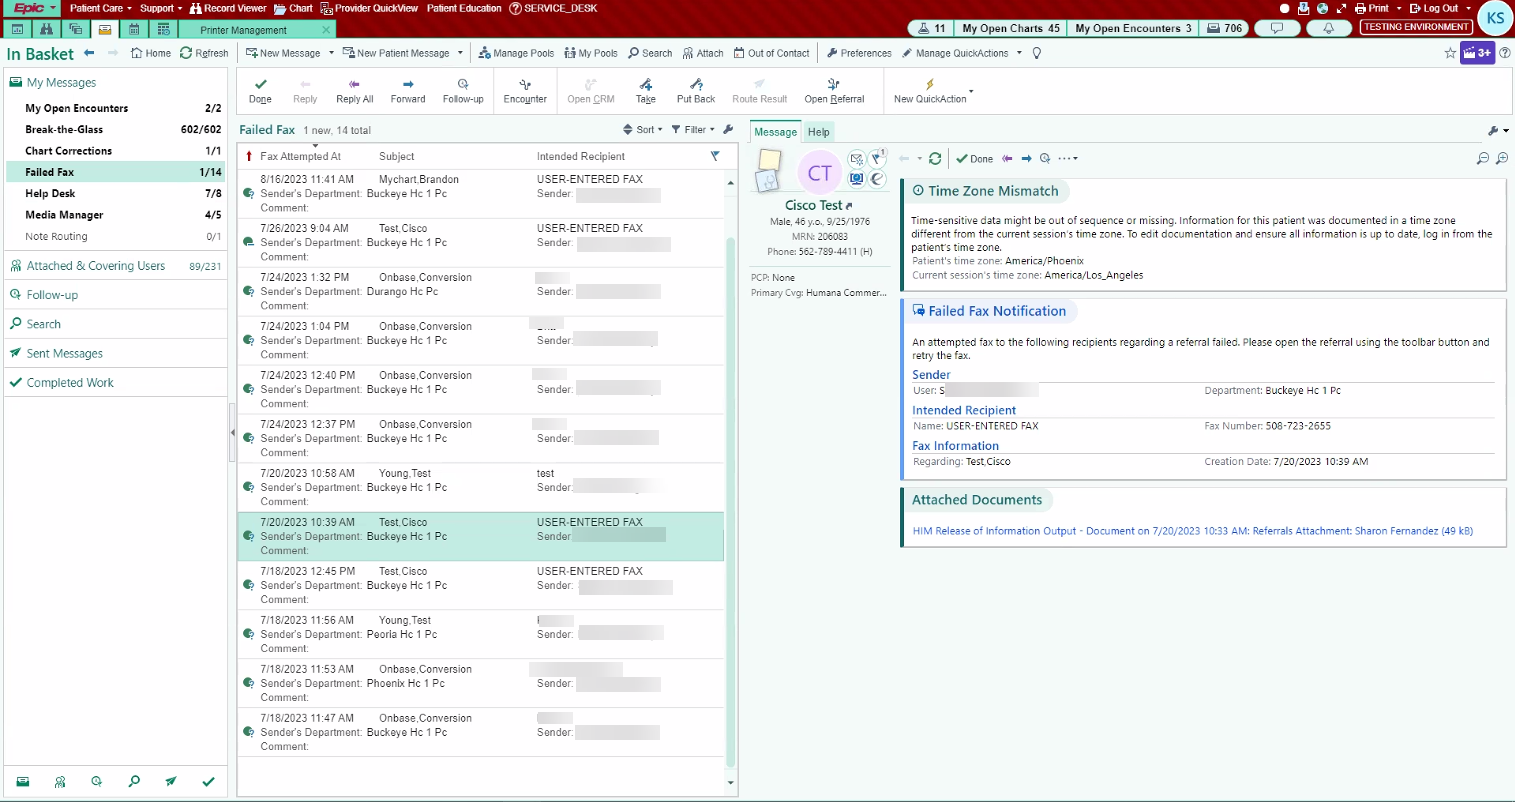 Epic Patient Care Support Record Viewer Chart Provider QuickView Patient Education SERVICE_DESK Print Log Out
Printer Management 11 My Open Charts 45 My Open Encounters 3 706 TESTING ENVIRONMENT KS
In Basket Home Refresh New Message New Patient Message Manage Pools My Pools Search Attach Out of Contact Preferences Manage QuickActions 3+
My Messages
My Open Encounters 2/2
Break-the-Glass 602/602
Chart Corrections 1/1
Failed Fax 1/14
Help Desk 7/8
Media Manager 4/5
Note Routing 0/1
Attached & Covering Users 89/231
Follow-up
Search
Sent Messages
Completed Work
Done Reply Reply All Forward Follow-up Encounter Open CRM Take Put Back Route Result Open Referral New QuickAction
Failed Fax 1 new, 14 total Sort Filter
Fax Attempted At Subject Intended Recipient
8/16/2023 11:41 AM Mychart,Brandon USER-ENTERED FAX
Sender's Department: Buckeye Hc 1 Pc Sender:
Comment:
7/26/2023 9:04 AM Test,Cisco USER-ENTERED FAX
Sender's Department: Buckeye Hc 1 Pc Sender:
Comment:
7/24/2023 1:32 PM Onbase,Conversion
Sender's Department: Durango Hc Pc Sender:
Comment:
7/24/2023 1:04 PM Onbase,Conversion
Sender's Department: Buckeye Hc 1 Pc Sender:
Comment:
7/24/2023 12:40 PM Onbase,Conversion
Sender's Department: Buckeye Hc 1 Pc Sender:
Comment:
7/24/2023 12:37 PM Onbase,Conversion
Sender's Department: Buckeye Hc 1 Pc Sender:
Comment:
7/20/2023 10:58 AM Young,Test test
Sender's Department: Buckeye Hc 1 Pc Sender:
Comment:
7/20/2023 10:39 AM Test,Cisco USER-ENTERED FAX
Sender's Department: Buckeye Hc 1 Pc Sender
Comment:
7/18/2023 12:45 PM Test,Cisco USER-ENTERED FAX
Sender's Department: Buckeye Hc 1 Pc Sender:
Comment:
7/18/2023 11:56 AM Young,Test
Sender's Department: Peoria Hc 1 Pc Sender:
Comment:
7/18/2023 11:53 AM Onbase,Conversion
Sender's Department: Phoenix Hc 1 Pc Sender:
Comment:
7/18/2023 11:47 AM Onbase,Conversion
Sender's Department: Buckeye Hc 1 Pc Sender:
Comment:
Message Help
CT 1
Cisco Test
Male, 46 y.o., 9/25/1976
MRN: 206083
Phone: 562-789-4411 (H)
PCP: None
Primary Cvg: Humana Commer...
Done
Time Zone Mismatch
Time-sensitive data might be out of sequence or missing. Information for this patient was documented in a time zone
different from the current session's time zone. To edit documentation and ensure all information is up to date, log in from the
patient's time zone.
Patient's time zone: America/Phoenix
Current session's time zone: America/Los_Angeles
Failed Fax Notification
An attempted fax to the following recipients regarding a referral failed. Please open the referral using the toolbar button and
retry the fax.
Sender
User: S Department: Buckeye Hc 1 Pc
Intended Recipient
Name: USER-ENTERED FAX Fax Number: 508-723-2655
Fax Information
Regarding: Test,Cisco Creation Date: 7/20/2023 10:39 AM
Attached Documents
HIM Release of Information Output - Document on 7/20/2023 10:33 AM: Referrals Attachment: Sharon Fernandez (49 kB)